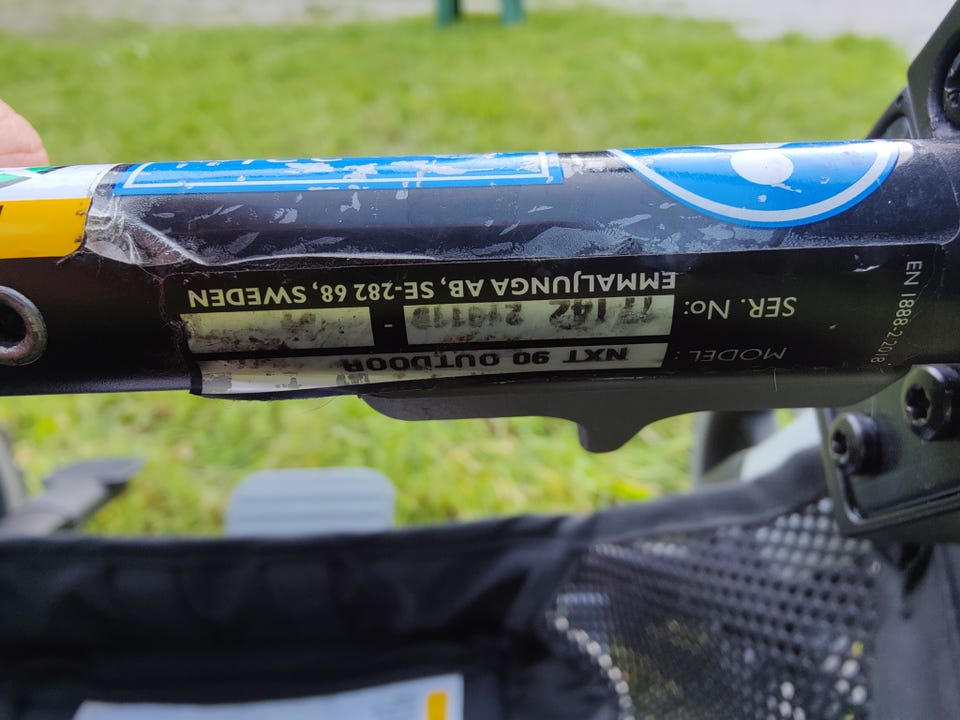 MODEL: NXT 90 OUTDOOR
SER. No: -
EMMALJUNGA AB, SE-282 68, SWEDEN
EN 1888-2:2018